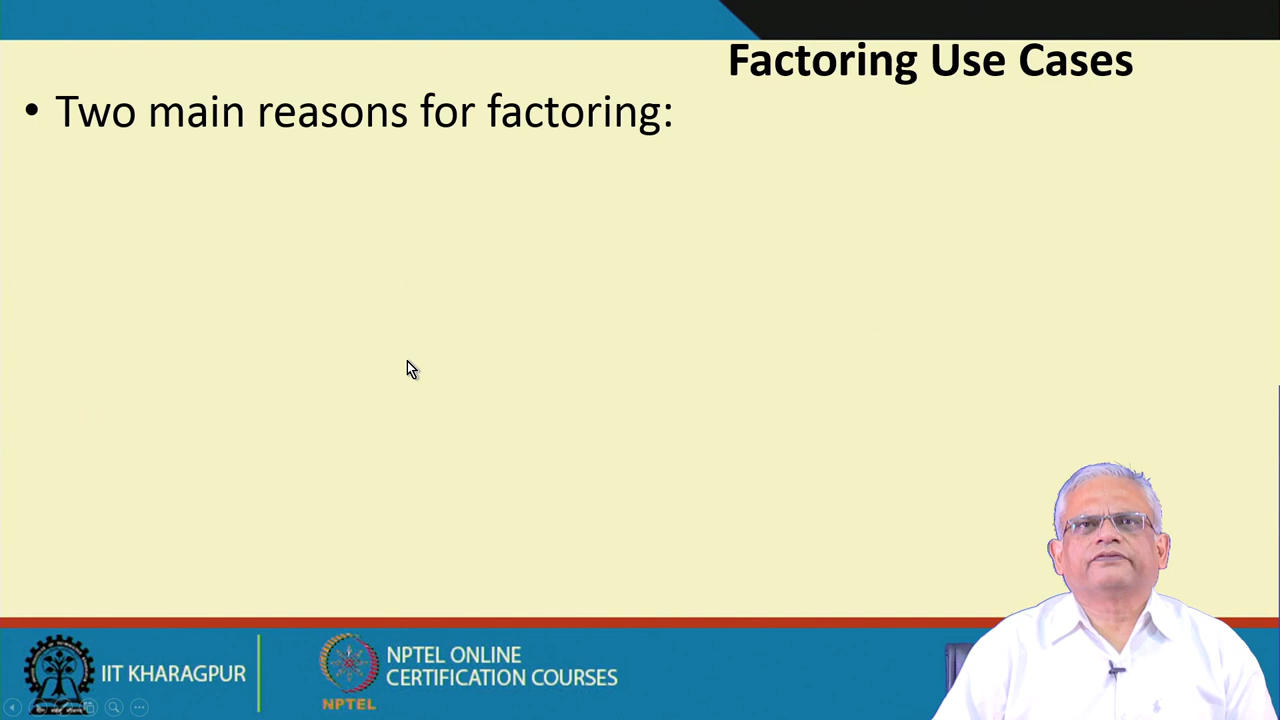 Factoring Use Cases
• Two main reasons for factoring:
IIT KHARAGPUR
NPTEL
NPTEL ONLINE
CERTIFICATION COURSES